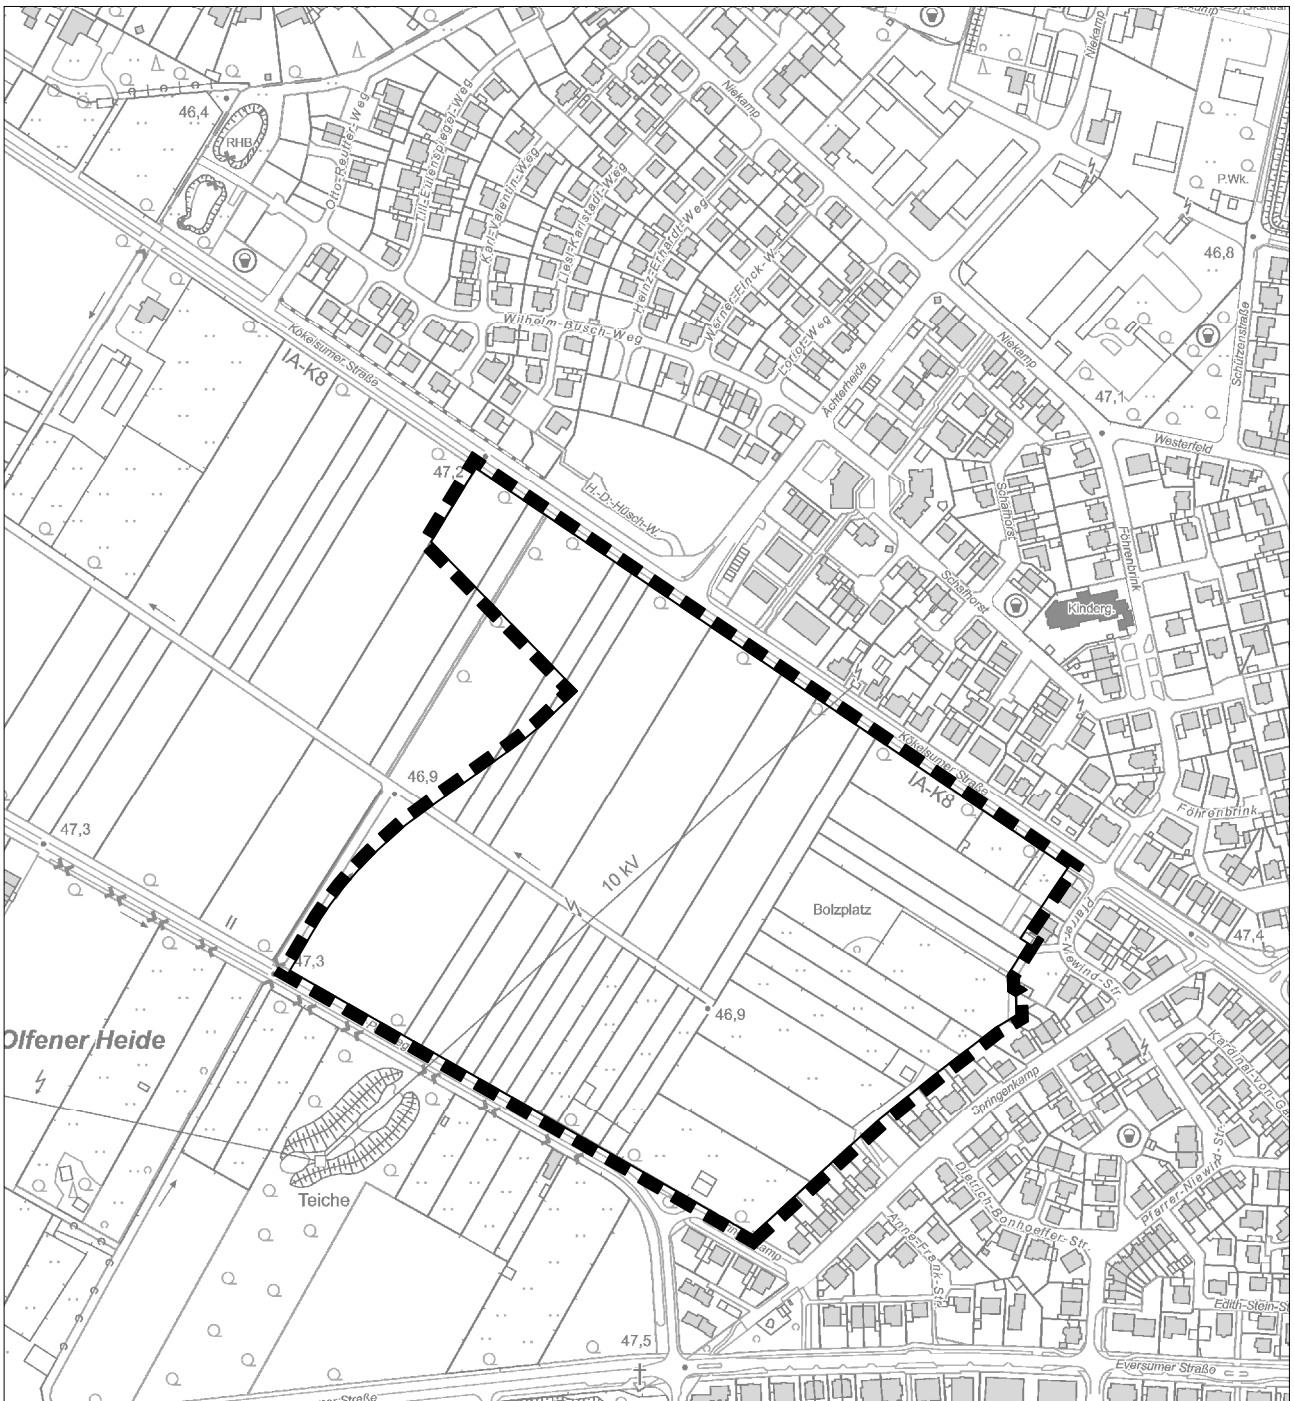 Niekamp
Niekamp
46,4
RHB
Otto-Reutter-Weg
Till-Eulenspiegel-Weg
Karl-Valentin-Weg
Liesl-Karlstadt-Weg
Heinz-Erhardt-Weg
Werner-Finck-W.
Loriot-Weg
P.Wk.
46,8
Wilhelm-Busch-Weg
Kökelsumer Straße
IA-K8
Achterheide
Niekamp
Schützenstraße
47,1
Westerfeld
47,2
H.-D.-Hüsch-W.
Schafhorst
Föhrenbrink
Schafhorst
Kinderg.
46,9
Kökelsumer Straße
IA-K8
Föhrenbrink
47,3
10 kV
Bolzplatz
Pfarrer-Niewind-Str.
47,4
II
47,3
46,9
Olfener Heide
Kardinal-von-Ga
Springenkamp
Teiche
Dietrich-Bonhoeffer-Str.
Pfarrer-Niewind-Str.
Anne-Frank-Str.
Edith-Stein-S
47,5
Eversumer Straße